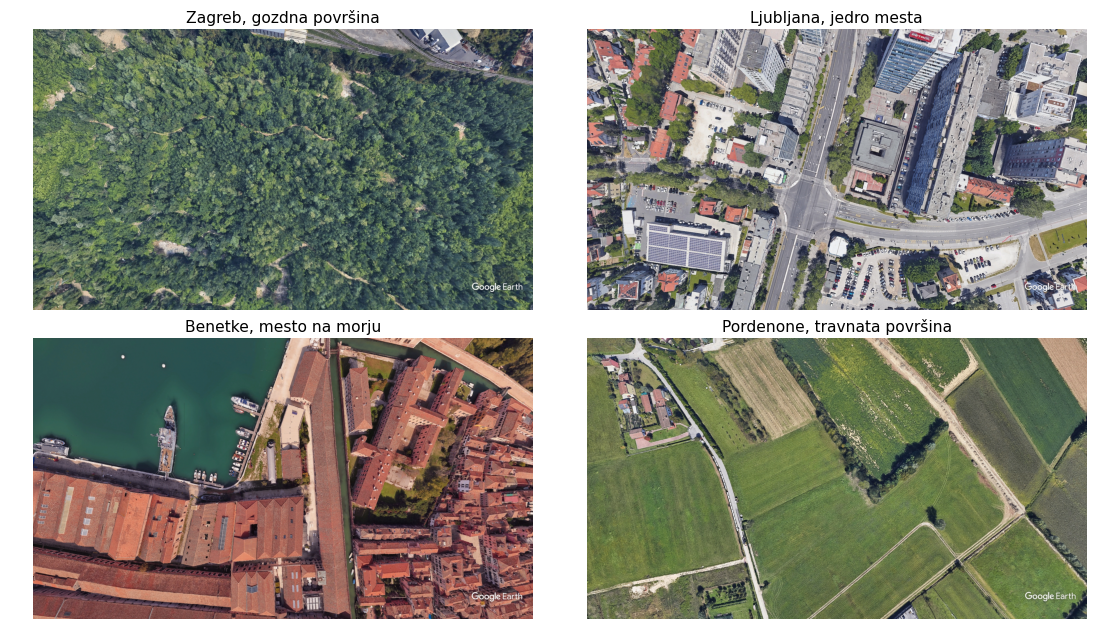 Zagreb, gozdna površina
Ljubljana, jedro mesta
Google Earth
Google Earth
Benetke, mesto na morju
Pordenone, travnata površina
Google Earth
Google Earth